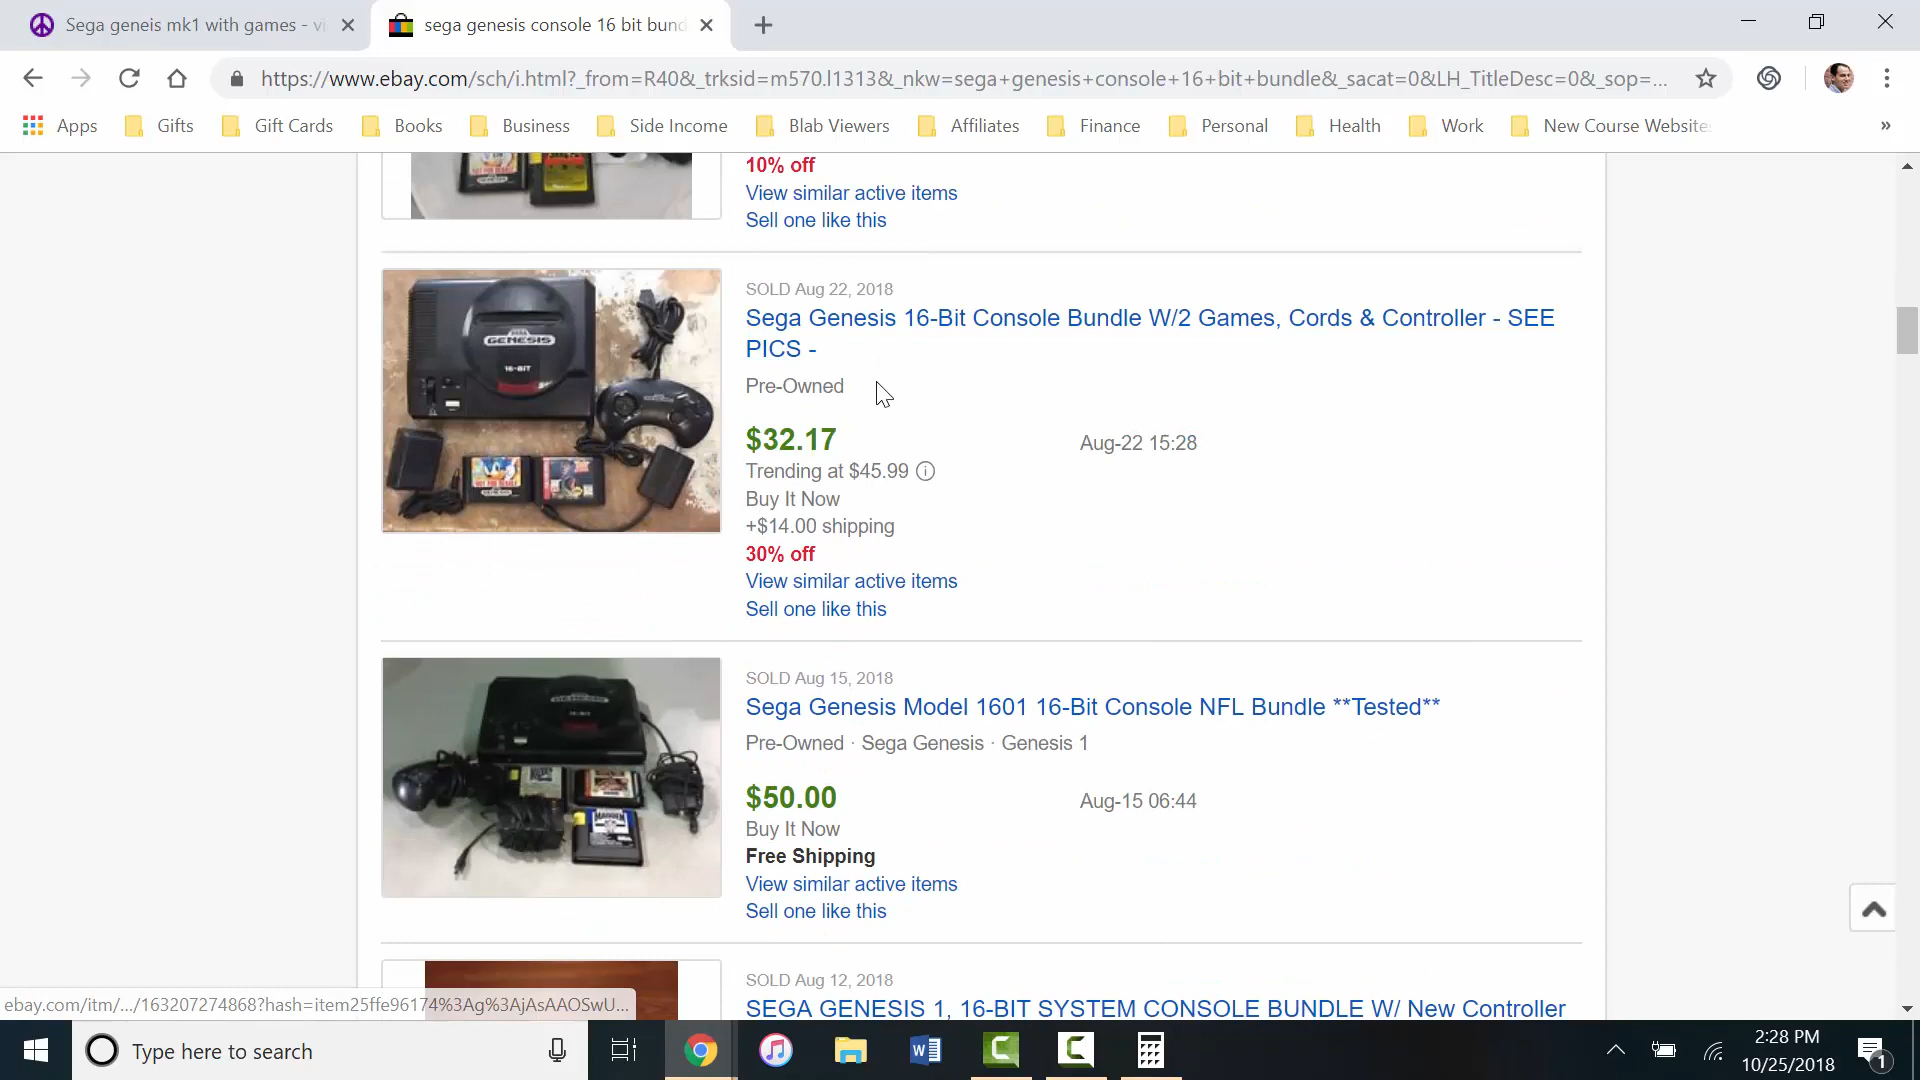 Sega geneis mk1 with games - vi
sega genesis console 16 bit bund
https://www.ebay.com/sch/i.html?_from=R40&_trksid=m570.l1313&_nkw=sega+genesis+console+16+bit+bundle&_sacat=0&LH_TitleDesc=0&_sop=...
Apps Gifts Gift Cards Books Business Side Income Blab Viewers Affiliates Finance Personal Health Work New Course Websites »
10% off
View similar active items
Sell one like this
SOLD Aug 22, 2018
Sega Genesis 16-Bit Console Bundle W/2 Games, Cords & Controller - SEE
PICS -
Pre-Owned
$32.17 Aug-22 15:28
Trending at $45.99
Buy It Now
+$14.00 shipping
30% off
View similar active items
Sell one like this
GENESIS
16-BIT
SOLD Aug 15, 2018
Sega Genesis Model 1601 16-Bit Console NFL Bundle **Tested**
Pre-Owned · Sega Genesis · Genesis 1
$50.00 Aug-15 06:44
Buy It Now
Free Shipping
View similar active items
Sell one like this
SOLD Aug 12, 2018
SEGA GENESIS 1, 16-BIT SYSTEM CONSOLE BUNDLE W/ New Controller
ebay.com/itm/.../163207274868?hash=item25ffe96174%3Ag%3AjAsAAOSwU...
Type here to search
2:28 PM
10/25/2018
1